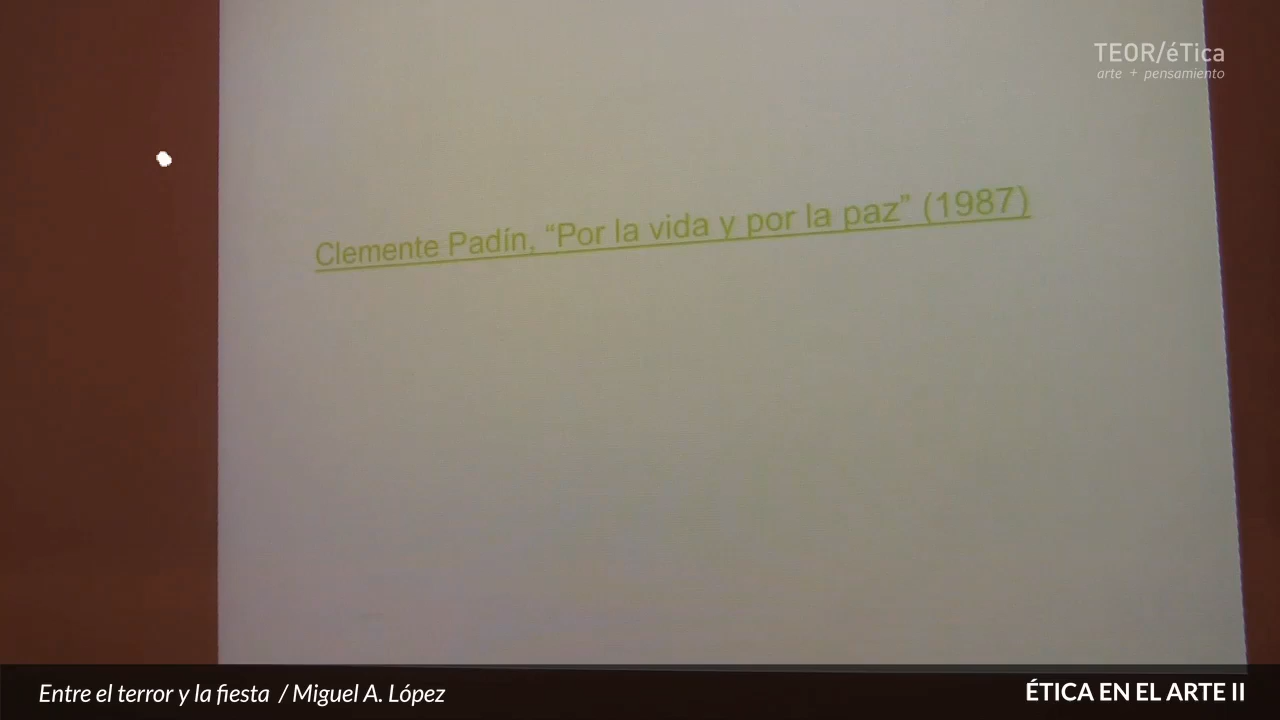 TEOR/éTica
arte + pensamiento
Clemente Padín, “Por la vida y por la paz” (1987)
Entre el terror y la fiesta / Miguel A. López
ÉTICA EN EL ARTE II